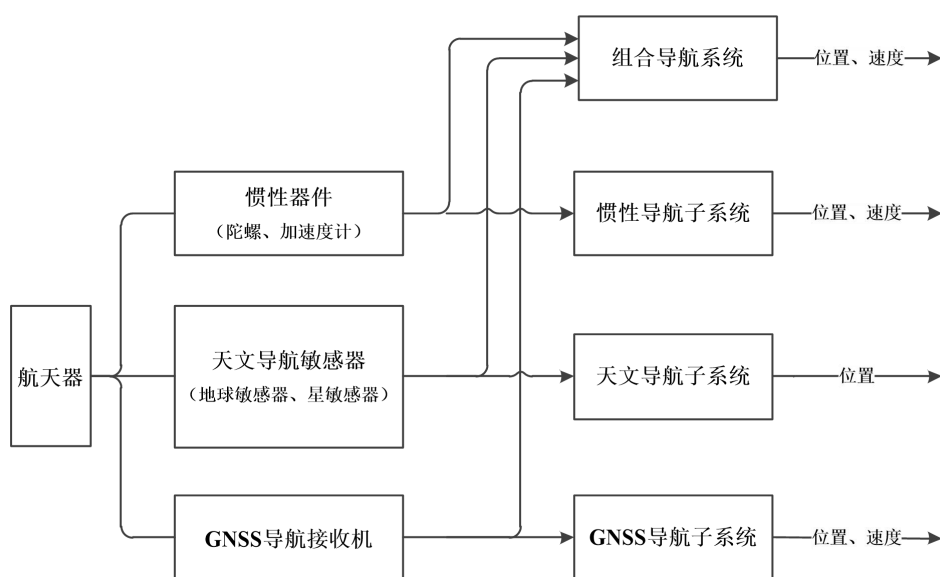 组合导航系统
位置、速度
惯性器件
（陀螺、加速度计）
惯性导航子系统
位置、速度
航天器
天文导航敏感器
（地球敏感器、星敏感器）
天文导航子系统
位置
GNSS导航接收机
GNSS导航子系统
位置、速度